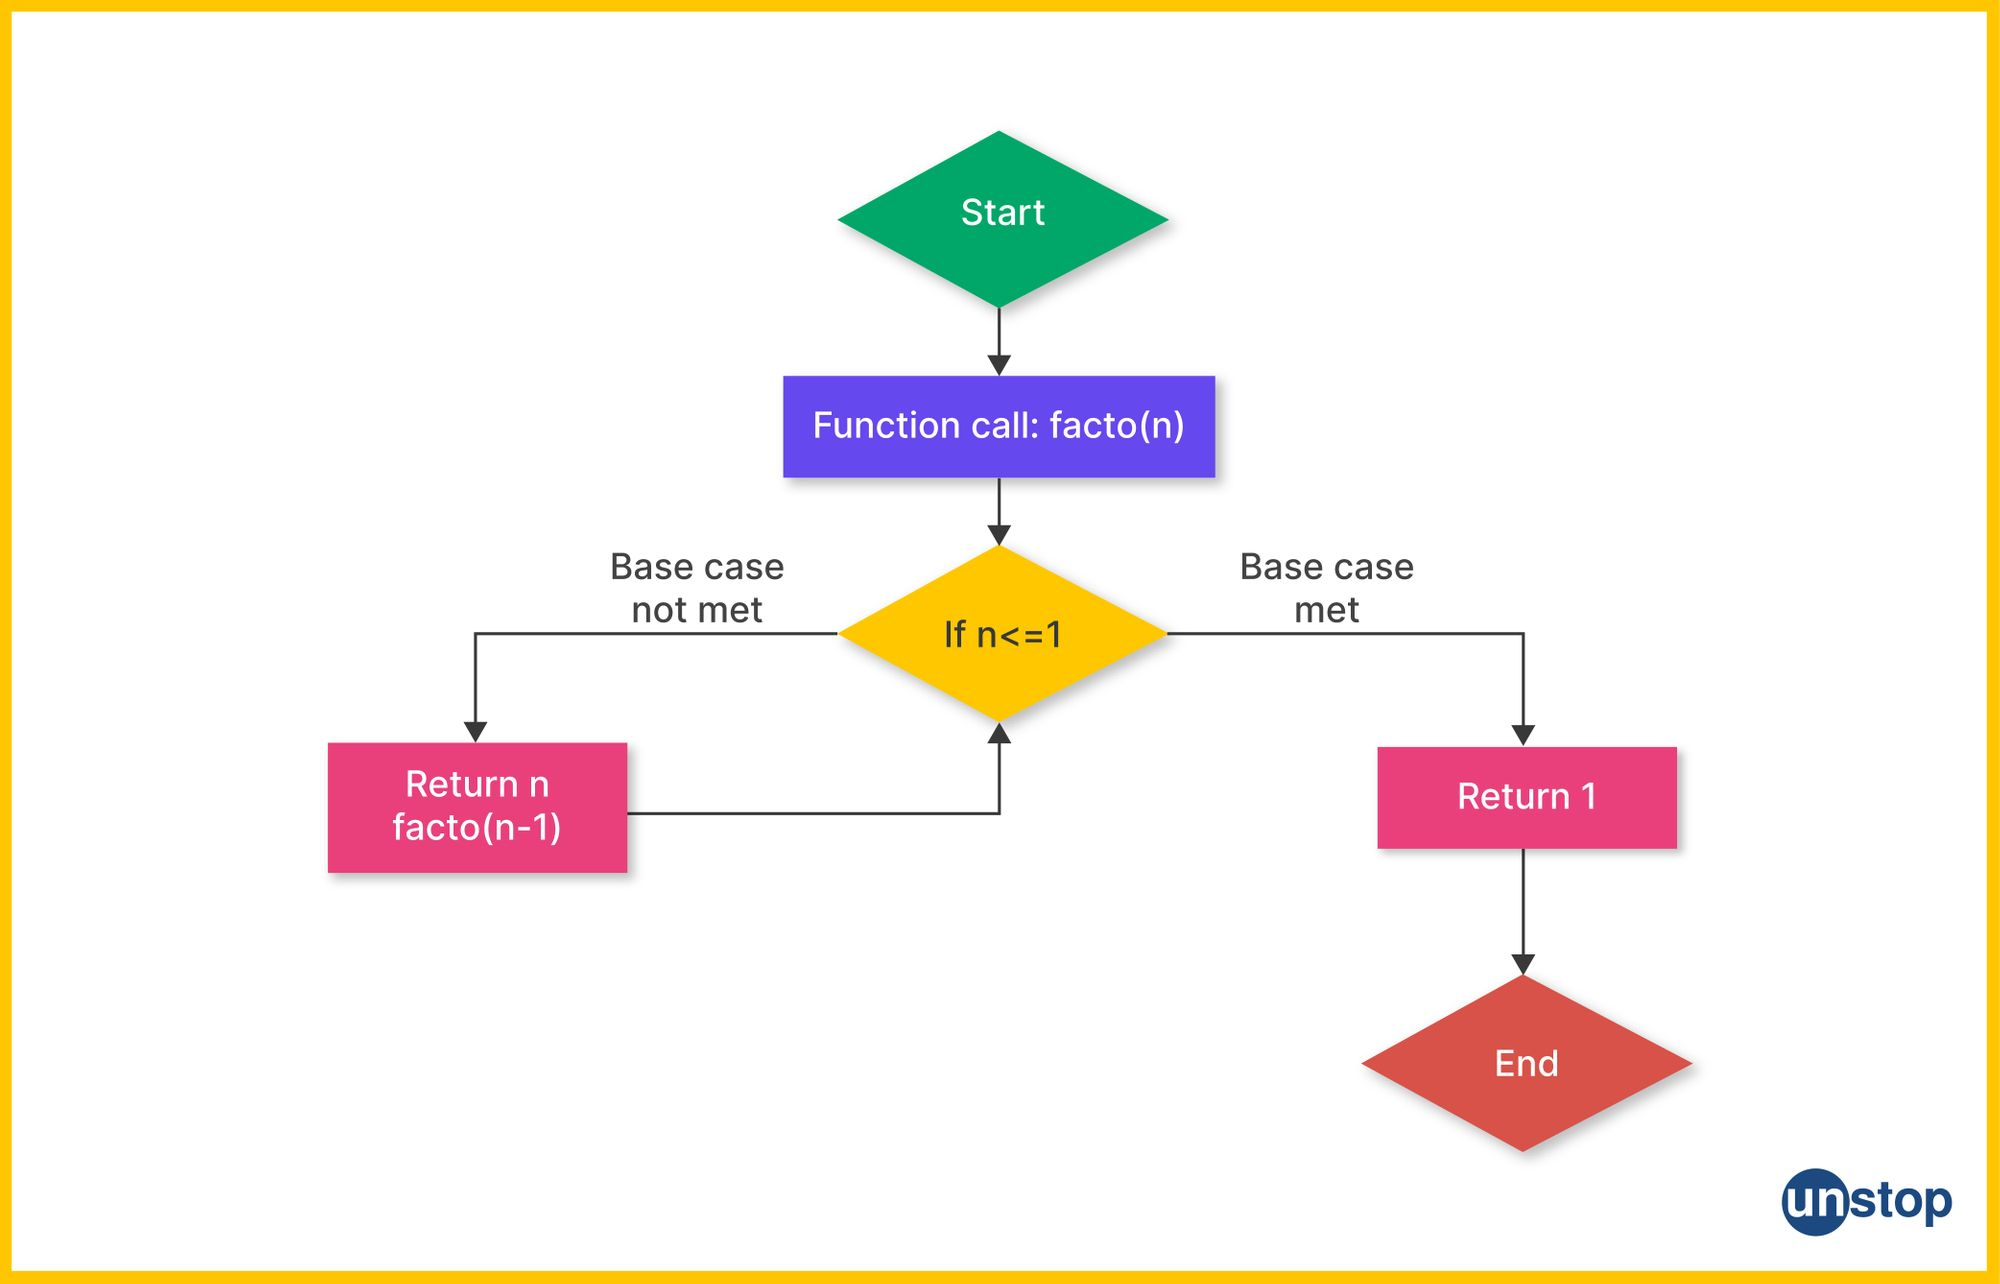 Start
Function call: facto(n)
Base case
not met
Base case
met
If n<=1
Return n
facto(n-1)
Return 1
End
unstop